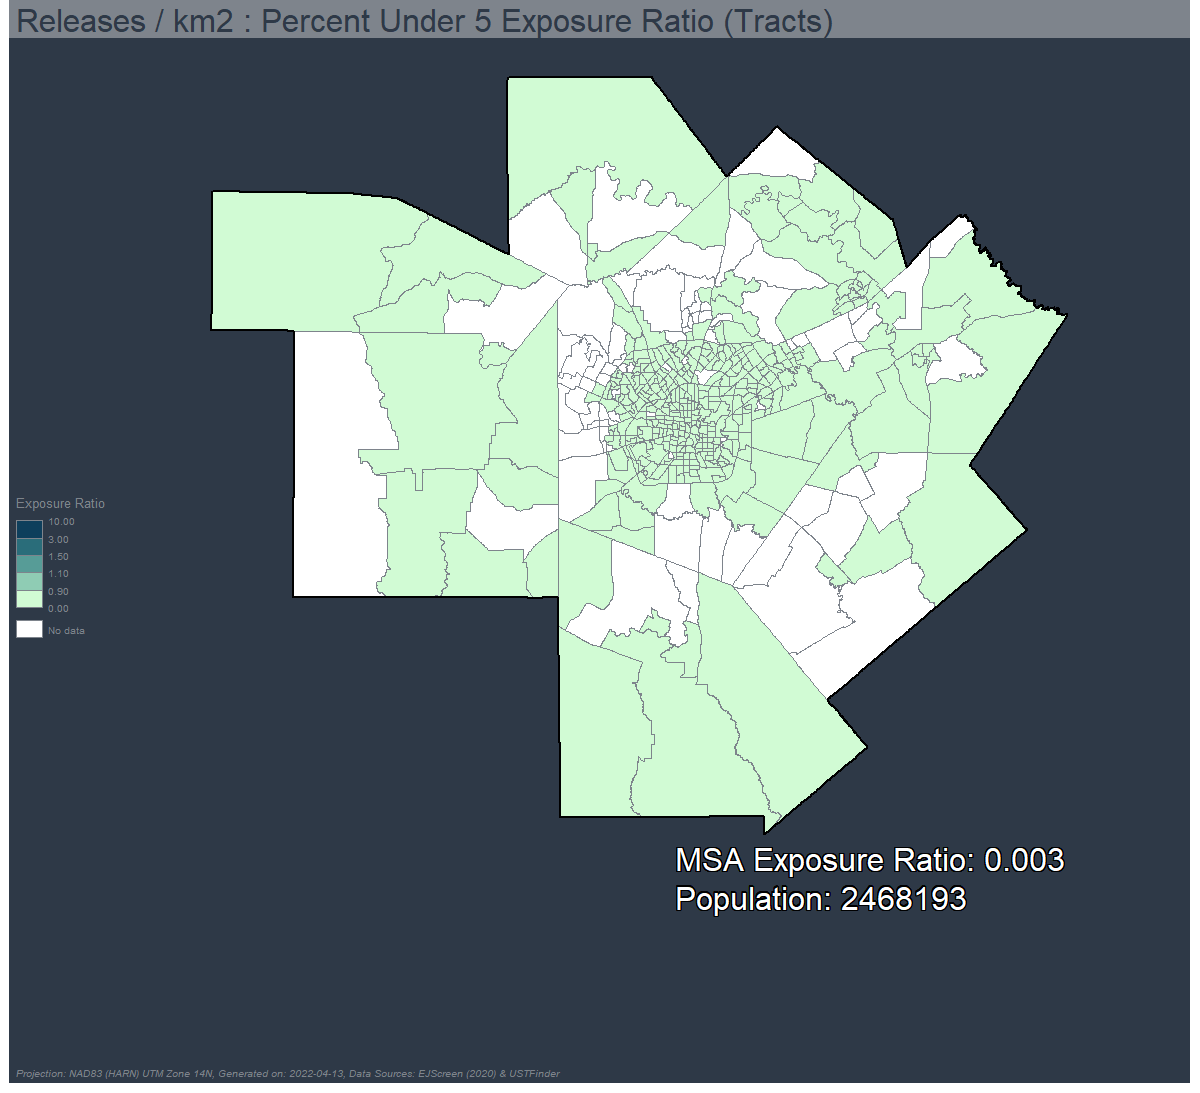 Releases / km2 : Percent Under 5 Exposure Ratio (Tracts)
Exposure Ratio
10.00
3.00
1.50
1.10
0.90
0.00
No data
MSA Exposure Ratio: 0.003
Population: 2468193
Projection: NAD83 (HARN) UTM Zone 14N, Generated on: 2022-04-13, Data Sources: EJScreen (2020) & USTFinder